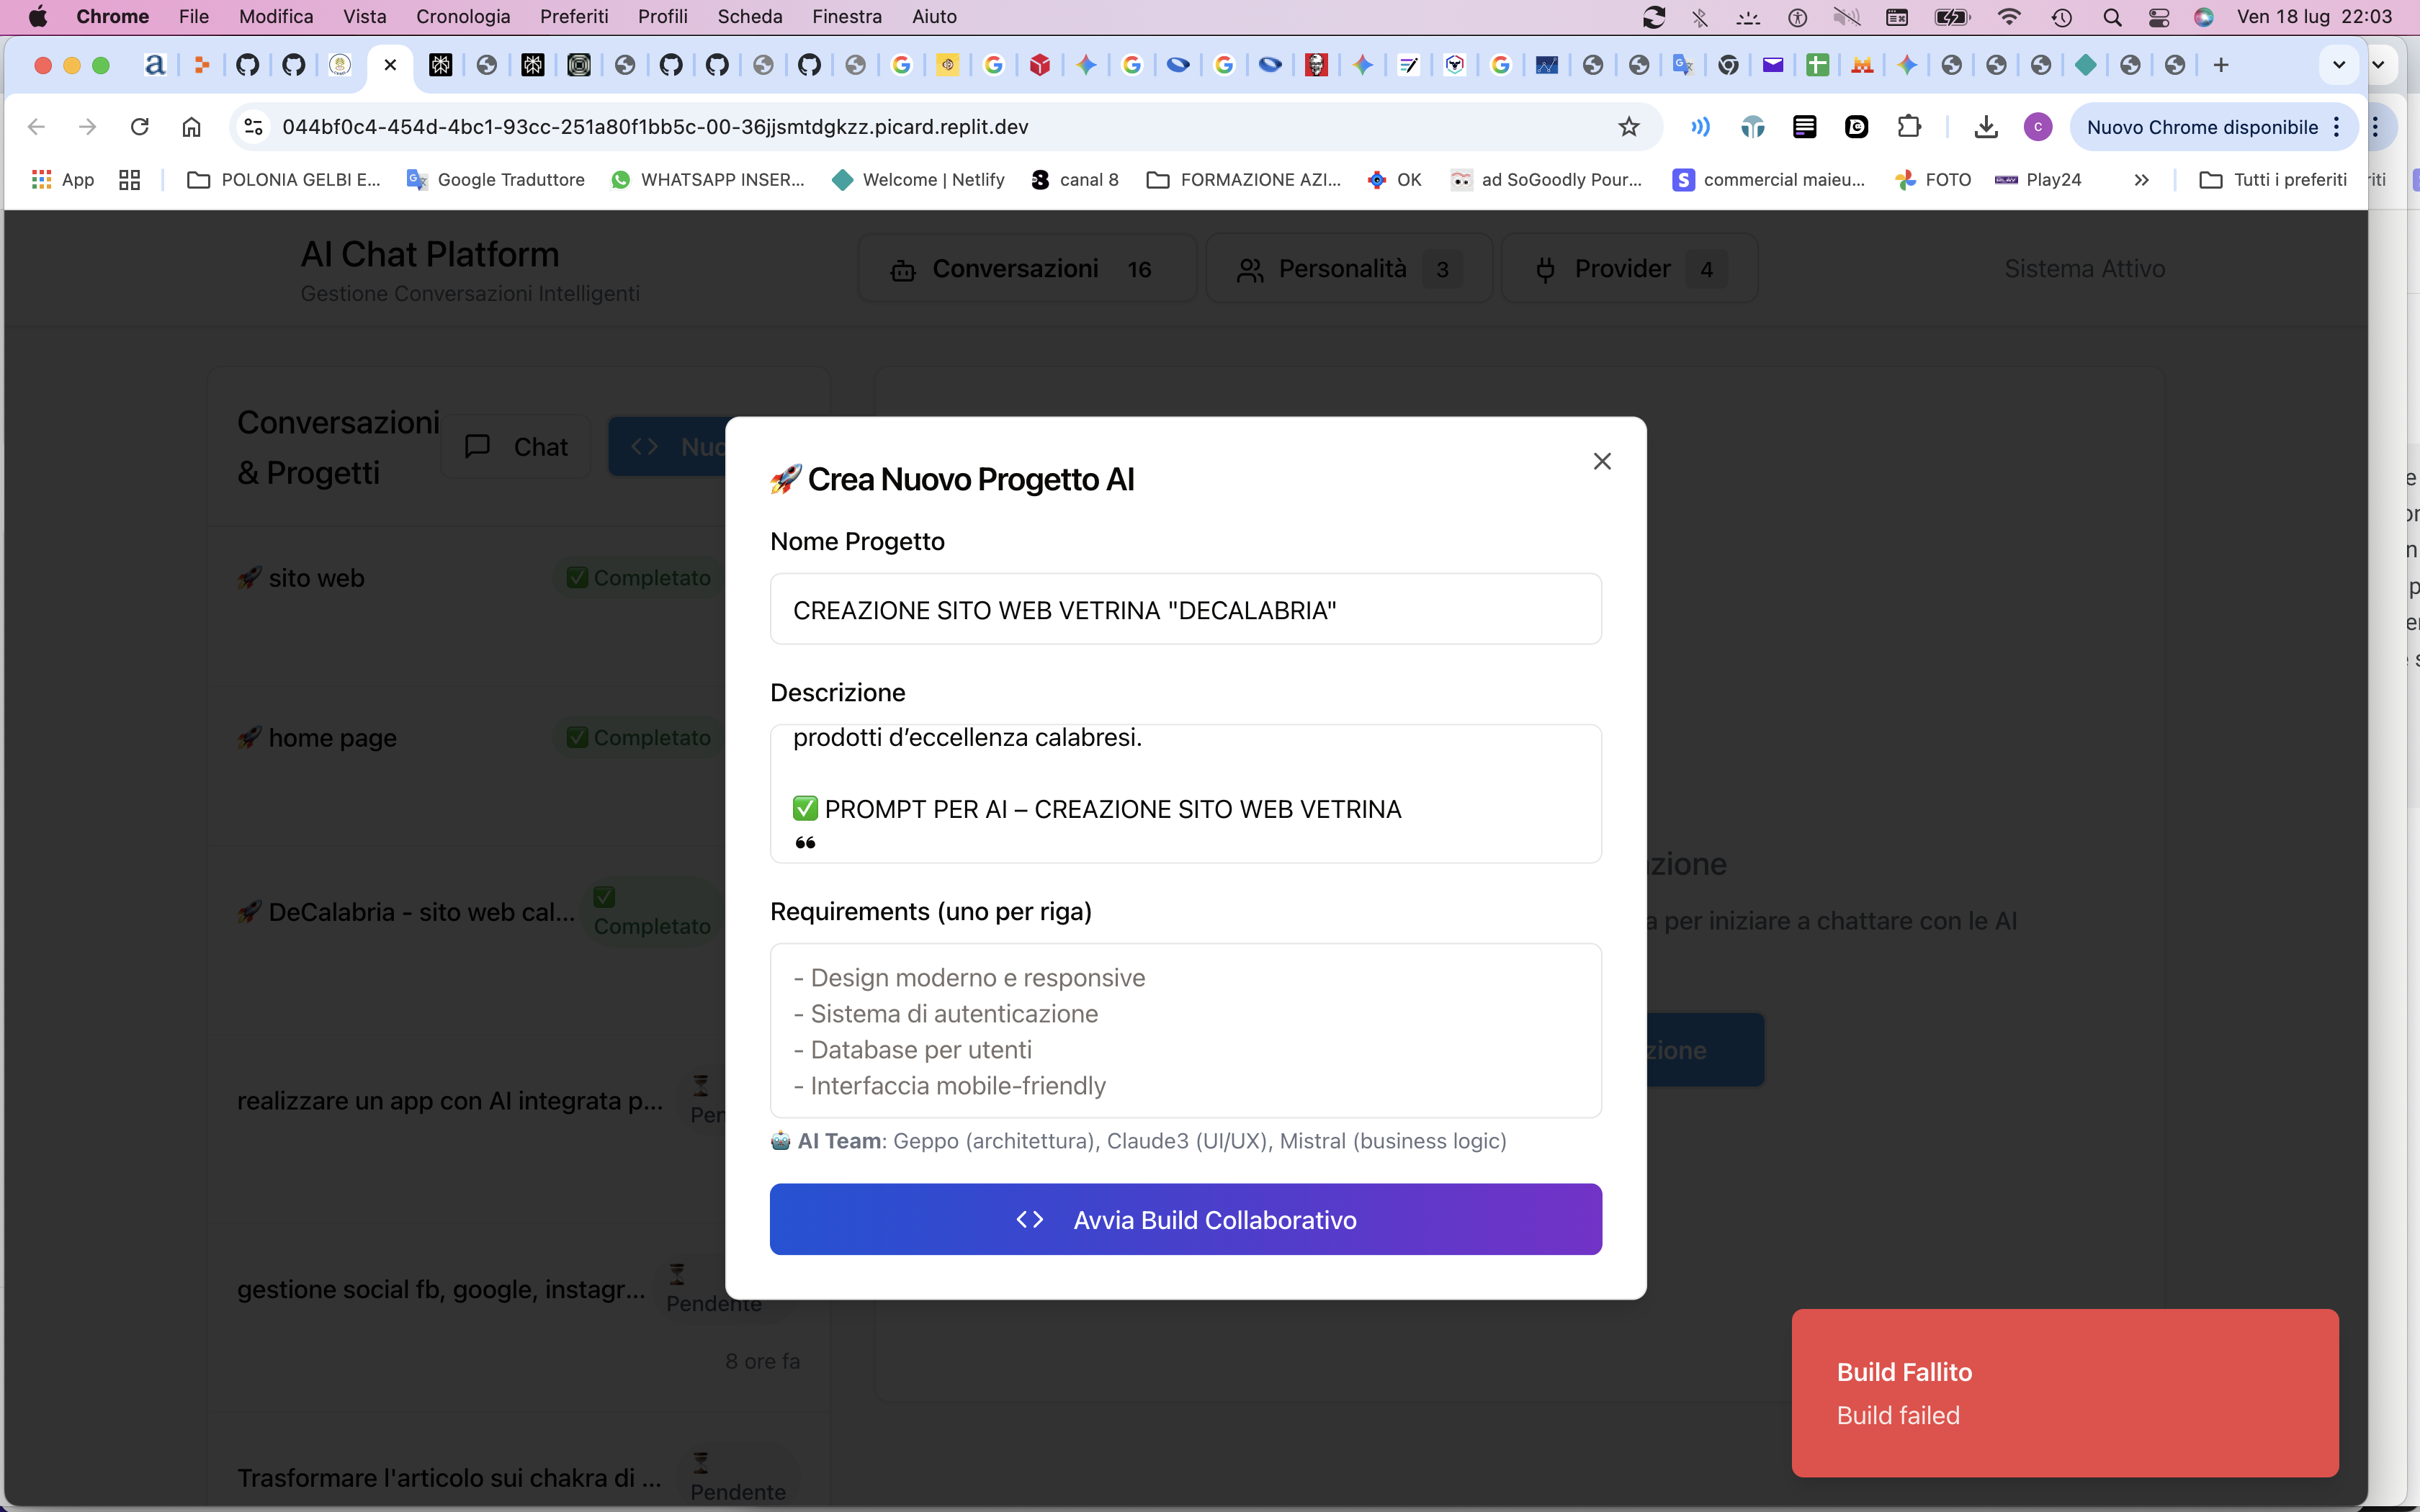 Chrome File Modifica Vista Cronologia Preferiti Profili Scheda Finestra Aiuto Ven 18 lug 22:03
044bf0c4-454d-4bc1-93cc-251a80f1bb5c-00-36jjsmtdgkzz.picard.replit.dev
Nuovo Chrome disponibile
App POLONIA GELBI E... Google Traduttore WHATSAPP INSER... Welcome | Netlify canal 8 FORMAZIONE AZI... OK ad SoGoodly Pour... commercial maieu... FOTO Play24 Tutti i preferiti
AI Chat Platform
Gestione Conversazioni Intelligenti
Conversazioni 16
Personalità 3
Provider 4
Sistema Attivo
Conversazioni
& Progetti
Chat
🚀 sito web
✅ Completato
🚀 home page
✅ Completato
🚀 DeCalabria - sito web cal...
✅
Completato
realizzare un app con AI integrata p...
⏳
gestione social fb, google, instagr...
⏳
Pendente
8 ore fa
Trasformare l'articolo sui chakra di ...
⏳
Pendente
🚀 Crea Nuovo Progetto AI
Nome Progetto
CREAZIONE SITO WEB VETRINA "DECALABRIA"
Descrizione
prodotti d’eccellenza calabresi.
✅ PROMPT PER AI – CREAZIONE SITO WEB VETRINA
❝
Requirements (uno per riga)
- Design moderno e responsive
- Sistema di autenticazione
- Database per utenti
- Interfaccia mobile-friendly
🤖 AI Team: Geppo (architettura), Claude3 (UI/UX), Mistral (business logic)
Avvia Build Collaborativo
per iniziare a chattare con le AI
Build Fallito
Build failed